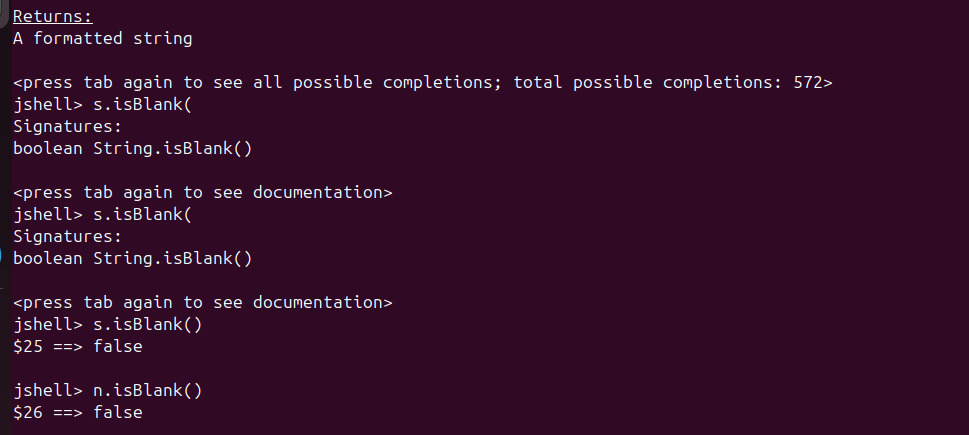 Returns:
A formatted string
<press tab again to see all possible completions; total possible completions: 572>
jshell> s.isBlank(
Signatures:
boolean String.isBlank()
<press tab again to see documentation>
jshell> s.isBlank(
Signatures:
boolean String.isBlank()
<press tab again to see documentation>
jshell> s.isBlank()
$25 ==> false
jshell> n.isBlank()
$26 ==> false